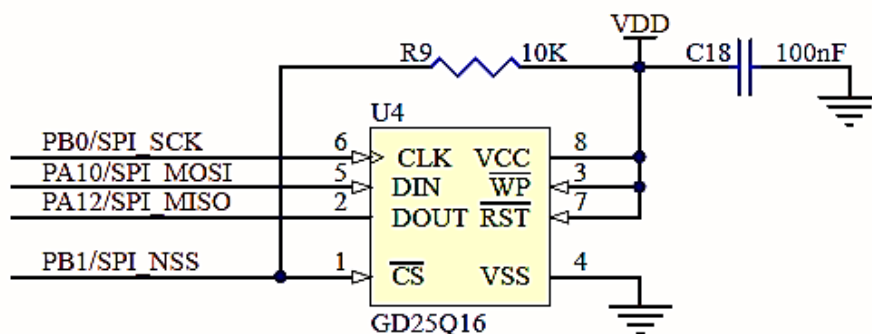 VDD
R9 10K C18 100nF
U4
PB0/SPI_SCK 6 CLK VCC 8
PA10/SPI_MOSI 5 DIN WP 3
PA12/SPI_MISO 2 DOUT RST 7
PB1/SPI_NSS 1 CS VSS 4
GD25Q16